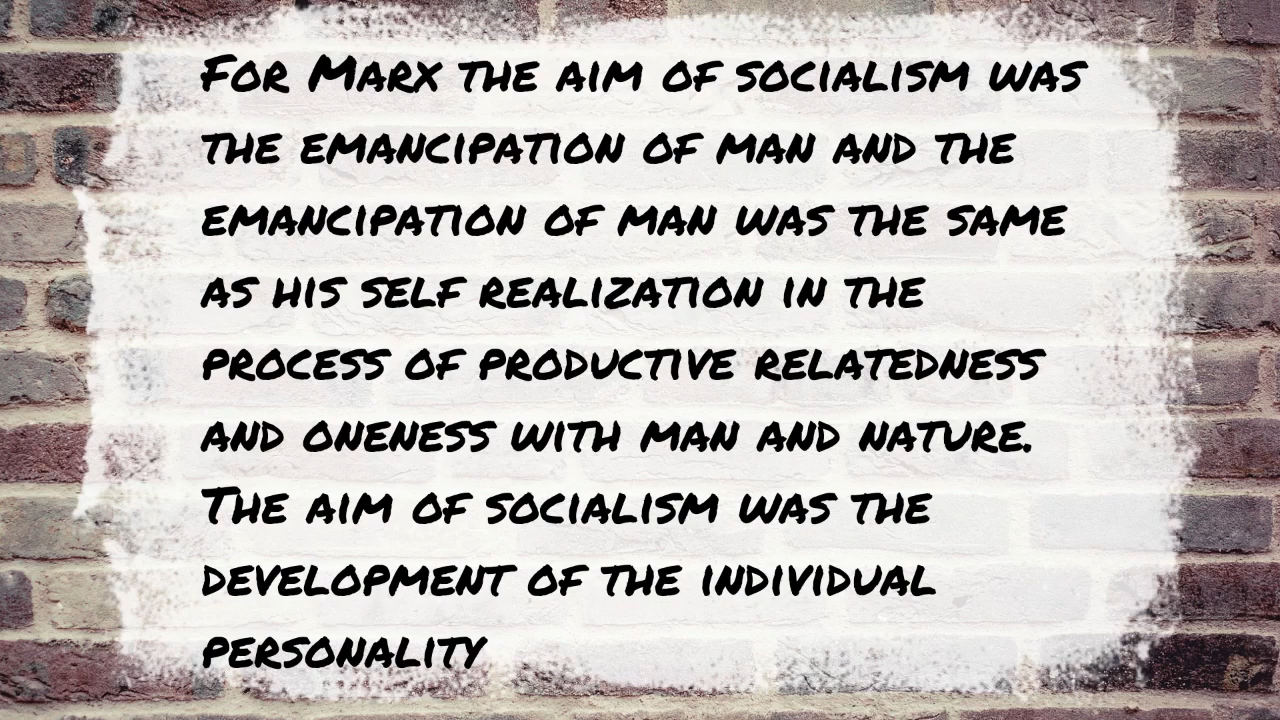 For Marx the aim of socialism was
the emancipation of man and the
emancipation of man was the same
as his self realization in the
process of productive relatedness
and oneness with man and nature.
The aim of socialism was the
development of the individual
personality